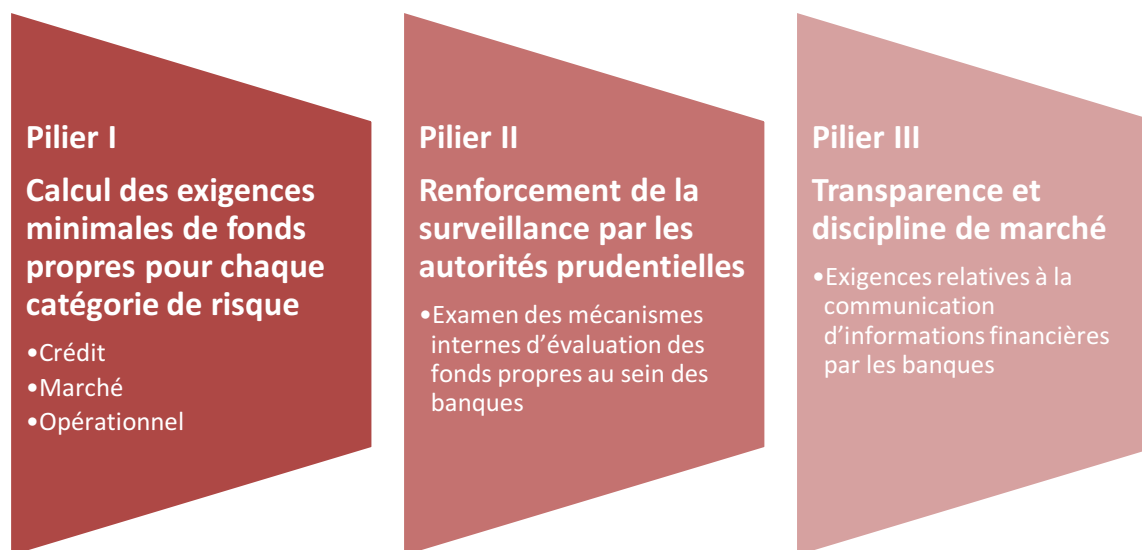 Pilier I
Calcul des exigences
minimales de fonds
propres pour chaque
catégorie de risque
•Crédit
•Marché
•Opérationnel
Pilier II
Renforcement de la
surveillance par les
autorités prudentielles
•Examen des mécanismes
internes d’évaluation des
fonds propres au sein des
banques
Pilier III
Transparence et
discipline de marché
•Exigences relatives à la
communication
d’informations financières
par les banques